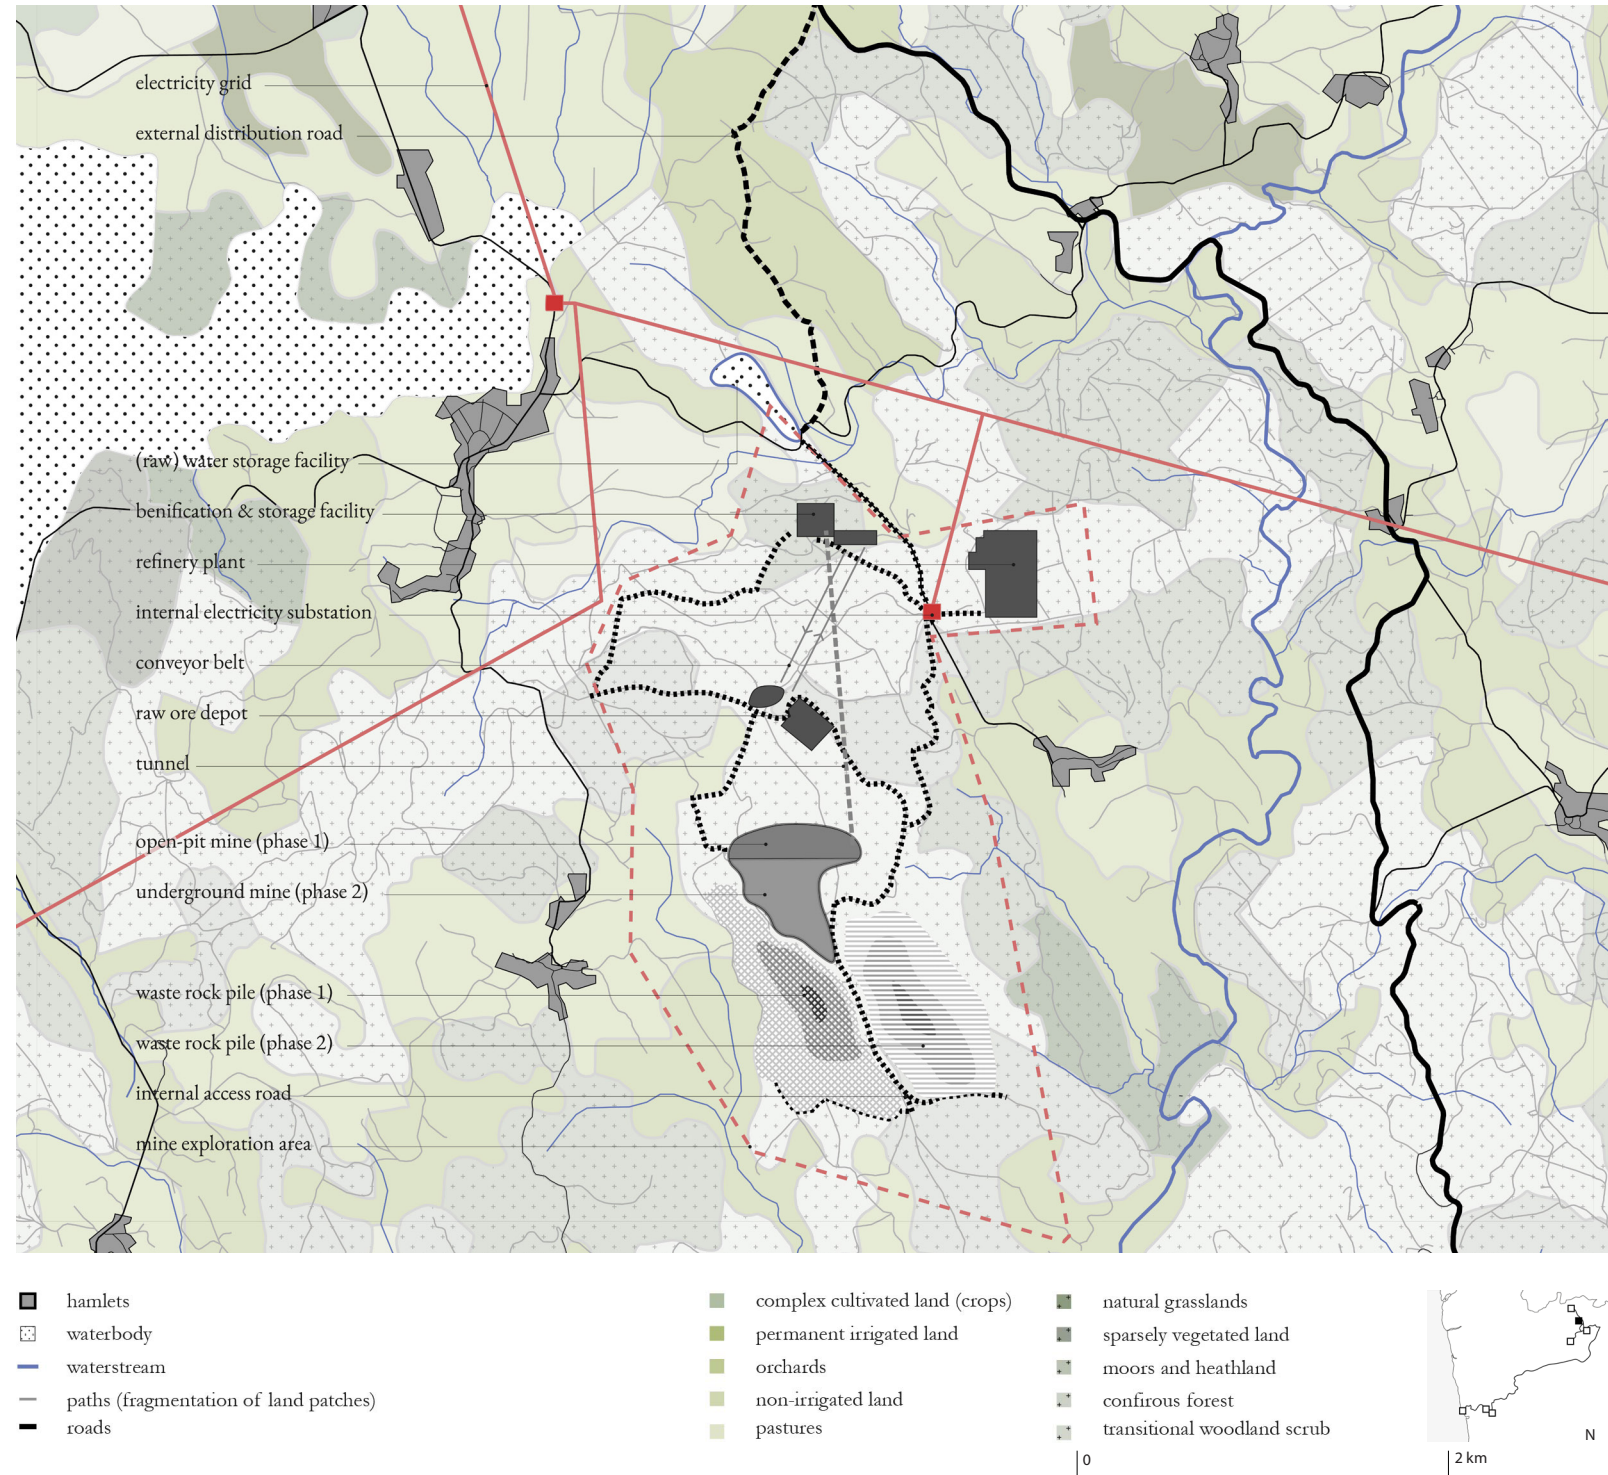 electricity grid
external distribution road
(raw) water storage facility
benification & storage facility
refinery plant
internal electricity substation
conveyor belt
raw ore depot
tunnel
open-pit mine (phase 1)
underground mine (phase 2)
waste rock pile (phase 1)
waste rock pile (phase 2)
internal access road
mine exploration area
hamlets
waterbody
waterstream
paths (fragmentation of land patches)
roads
complex cultivated land (crops)
permanent irrigated land
orchards
non-irrigated land
pastures
natural grasslands
sparsely vegetated land
moors and heathland
confirous forest
transitional woodland scrub
N
0
2 km